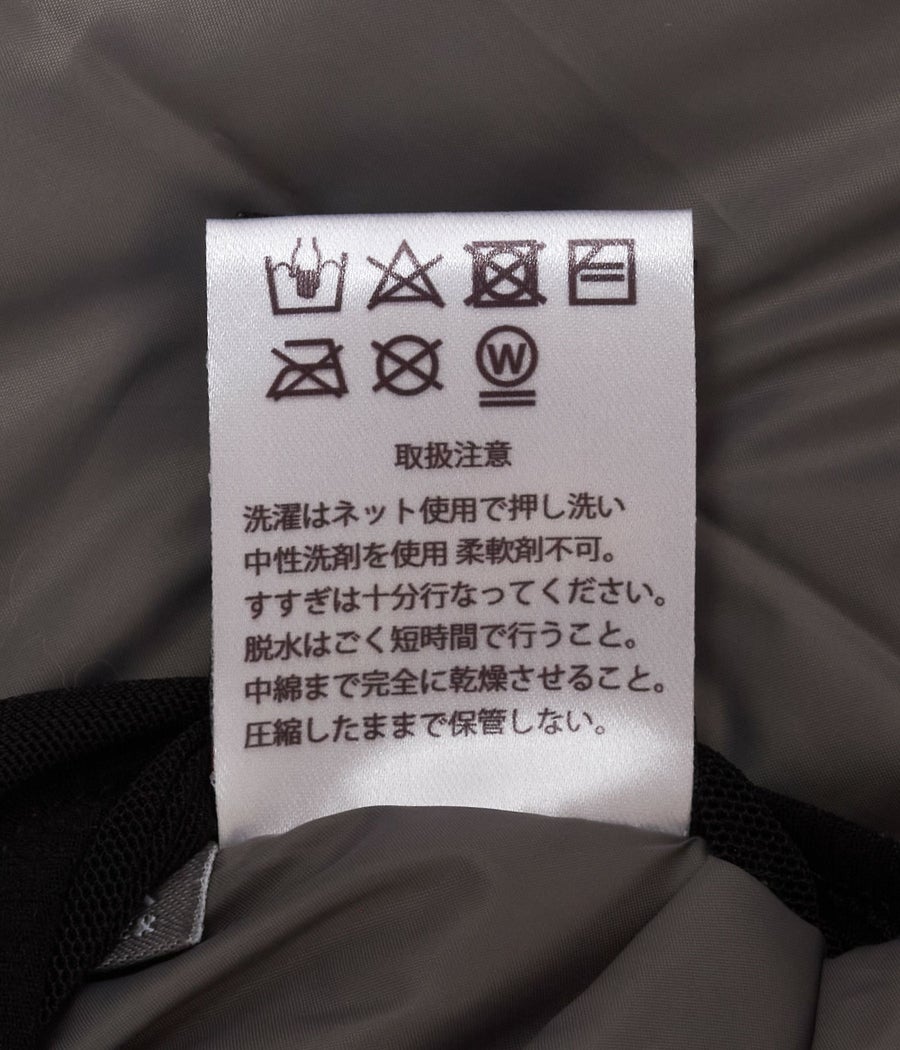 W
取扱注意
洗濯はネット使用で押し洗い
中性洗剤を使用 柔軟剤不可。
すすぎは十分行なってください。
脱水はごく短時間で行うこと。
中綿まで完全に乾燥させること。
圧縮したままで保管しない。